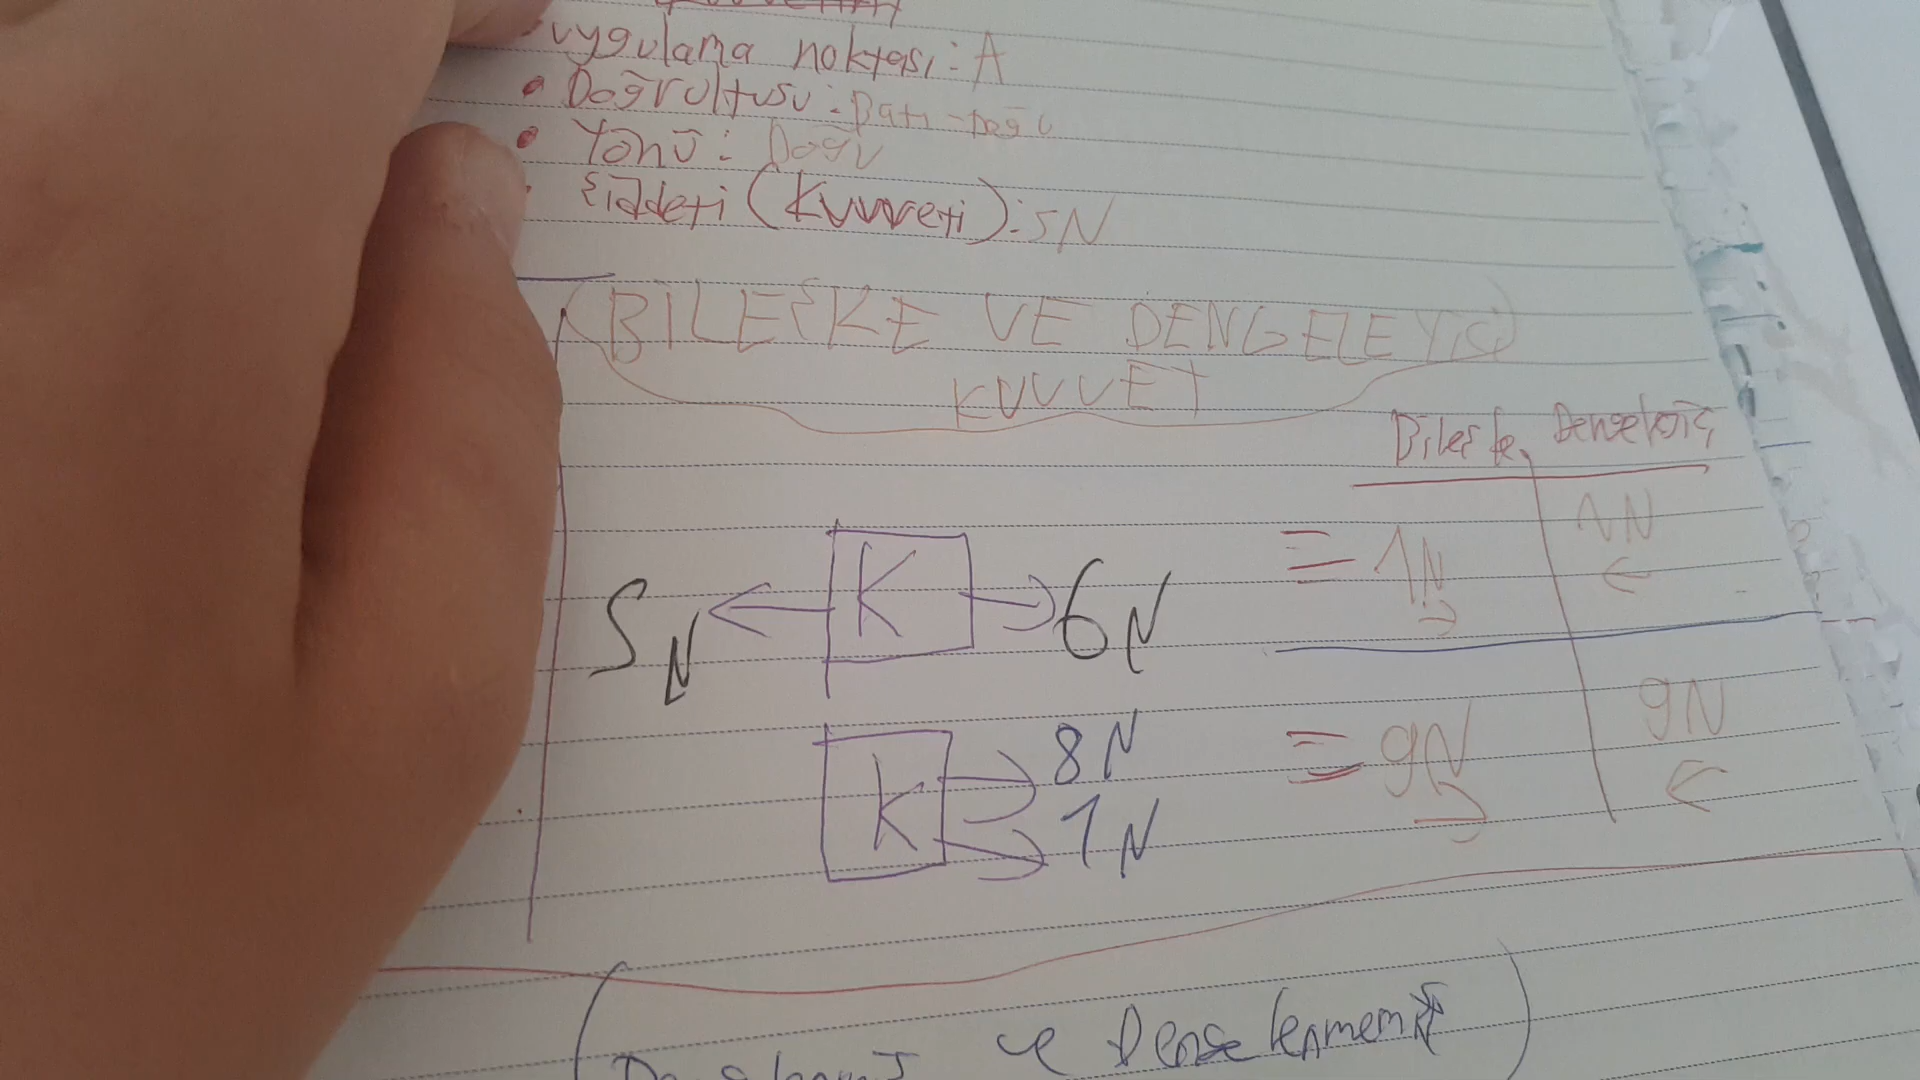 uygulama noktası: A
• Doğrultusu: Batı-Doğu
• Yönü: Doğu
• Şiddeti (Kuvveti): 5N
BİLEŞKE VE DENGELEYİCİ
KUVVET
Bileşke Dengeleyici
5N K 6N = 1N 1N
K 8N = 9N 9N
1N
ve Dengelenmemiş